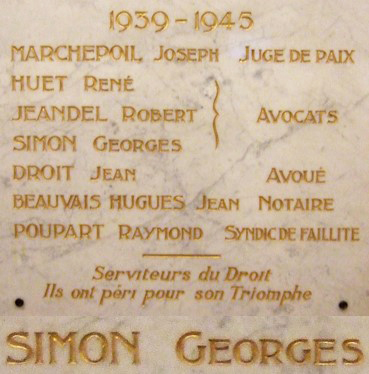 1939-1945
MARCHEPOIL JOSEPH JUGE DE PAIX
HUET RENÉ
JEANDEL ROBERT AVOCATS
SIMON GEORGES
DROIT JEAN AVOUÉ
BEAUVAIS HUGUES JEAN NOTAIRE
POUPART RAYMOND SYNDIC DE FAILLITE
Serviteurs du Droit
Ils ont péri pour son Triomphe
SIMON GEORGES